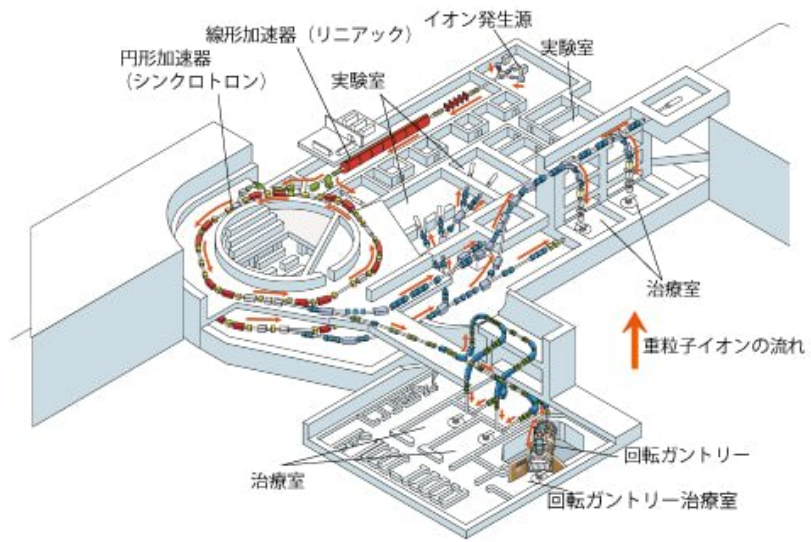 イオン発生源
線形加速器（リニアック）
実験室
円形加速器
（シンクロトロン）
実験室
治療室
重粒子イオンの流れ
回転ガントリー
治療室
回転ガントリー治療室